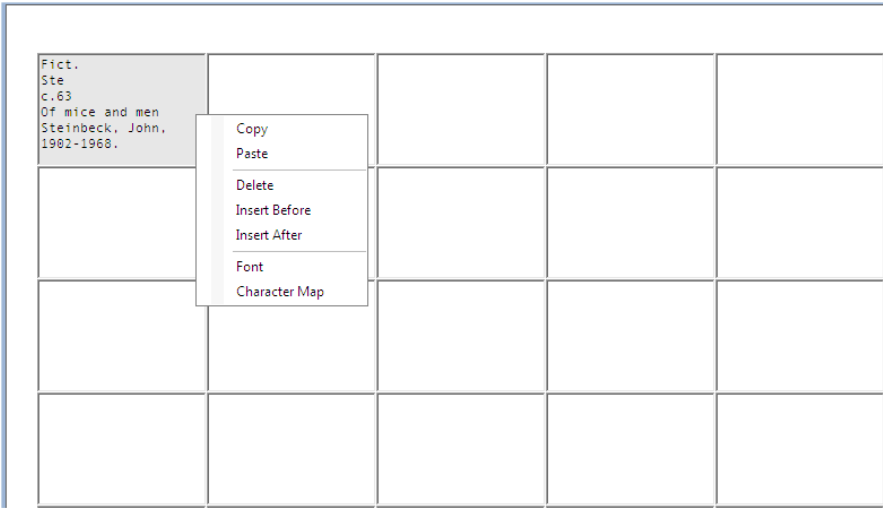 Fict.
Ste
c.63
Of mice and men
Steinbeck, John,
1902-1968.
Copy
Paste
Delete
Insert Before
Insert After
Font
Character Map